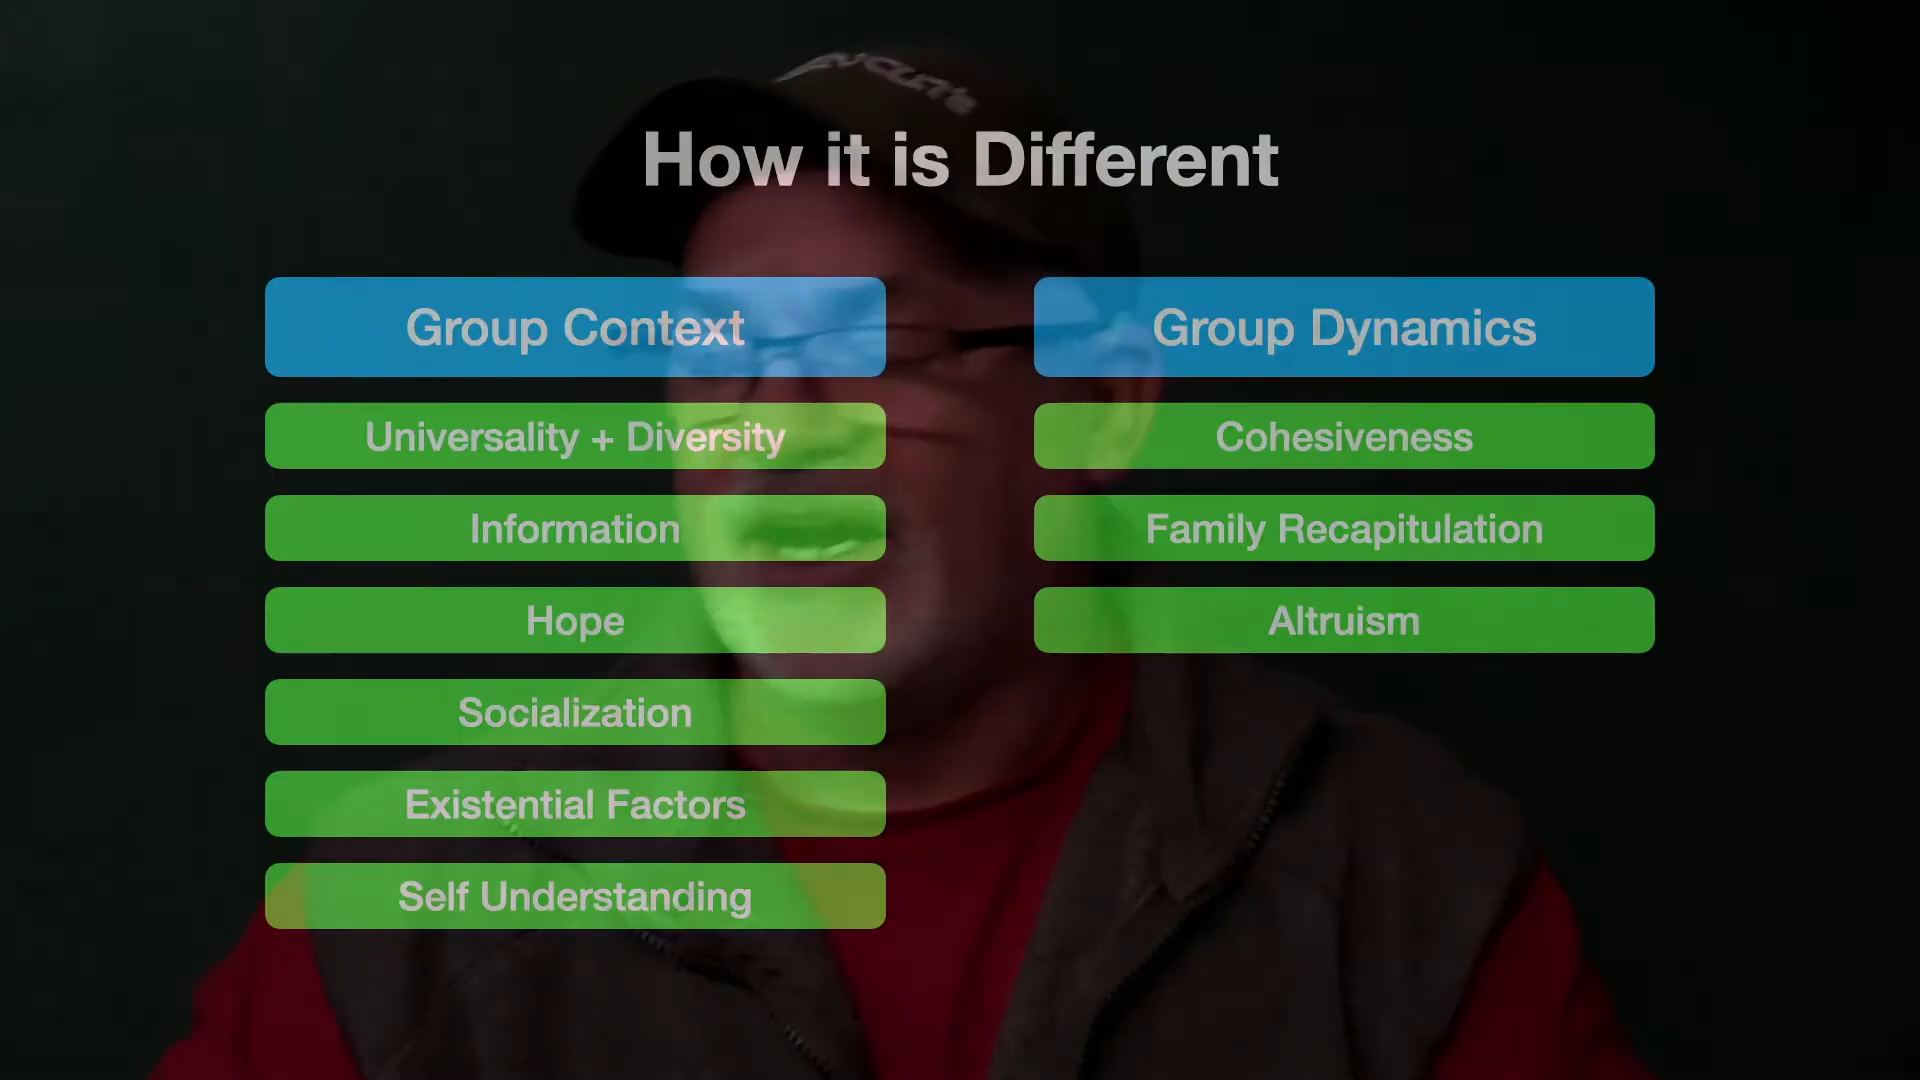 How it is Different
Group Context
Universality + Diversity
Information
Hope
Socialization
Existential Factors
Self Understanding
Group Dynamics
Cohesiveness
Family Recapitulation
Altruism